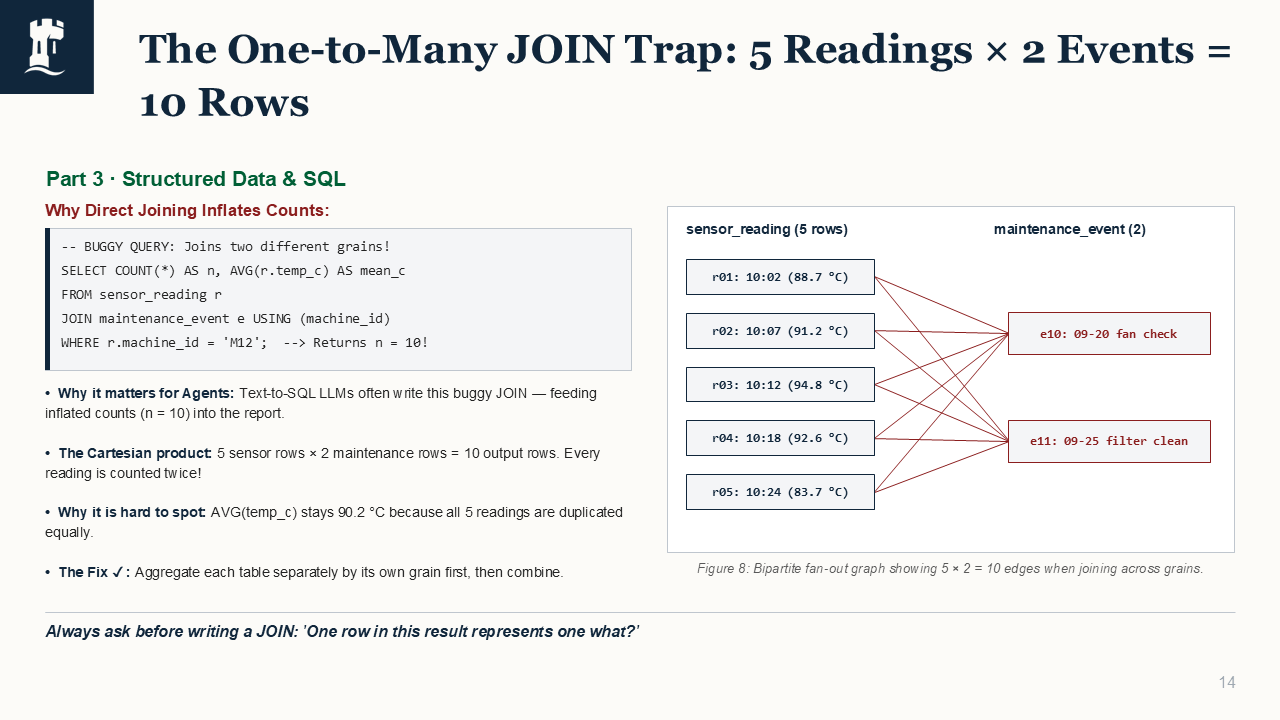 The One-to-Many JOIN Trap: 5 Readings × 2 Events =
10 Rows
Part 3 · Structured Data & SQL
Why Direct Joining Inflates Counts:
-- BUGGY QUERY: Joins two different grains!
SELECT COUNT(*) AS n, AVG(r.temp_c) AS mean_c
FROM sensor_reading r
JOIN maintenance_event e USING (machine_id)
WHERE r.machine_id = 'M12';  --> Returns n = 10!
• Why it matters for Agents: Text-to-SQL LLMs often write this buggy JOIN — feeding
inflated counts (n = 10) into the report.
• The Cartesian product: 5 sensor rows × 2 maintenance rows = 10 output rows. Every
reading is counted twice!
• Why it is hard to spot: AVG(temp_c) stays 90.2 °C because all 5 readings are duplicated
equally.
• The Fix ✓: Aggregate each table separately by its own grain first, then combine.
sensor_reading (5 rows)
maintenance_event (2)
r01: 10:02 (88.7 °C)
r02: 10:07 (91.2 °C)
r03: 10:12 (94.8 °C)
r04: 10:18 (92.6 °C)
r05: 10:24 (83.7 °C)
e10: 09-20 fan check
e11: 09-25 filter clean
Figure 8: Bipartite fan-out graph showing 5 × 2 = 10 edges when joining across grains.
Always ask before writing a JOIN: 'One row in this result represents one what?'
14